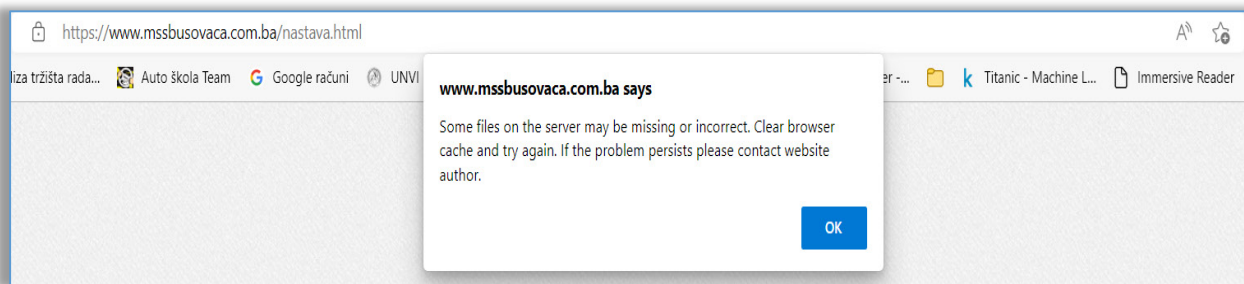 https://www.mssbusovaca.com.ba/nastava.html
liza tržišta rada... Auto škola Team Google računi UNVI er -... Titanic - Machine L... Immersive Reader
www.mssbusovaca.com.ba says
Some files on the server may be missing or incorrect. Clear browser
cache and try again. If the problem persists please contact website
author.
OK